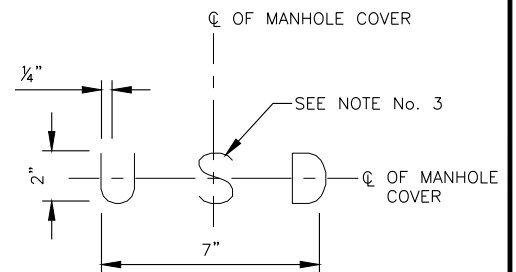 ℄ OF MANHOLE COVER
¼"
SEE NOTE No. 3
2"
U S D
℄ OF MANHOLE
COVER
7"